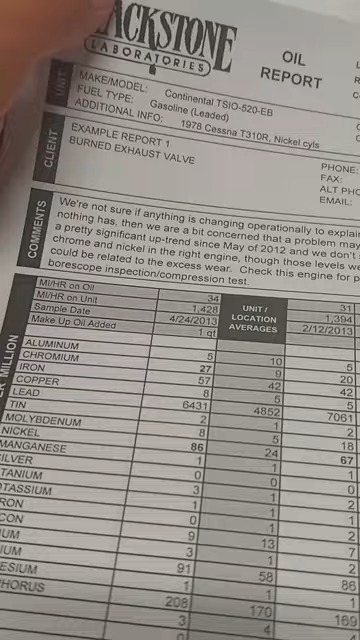 ACKSTONE
LABORATORIES
OIL
REPORT
UNIT
MAKE/MODEL: Continental TSIO-520-EB
FUEL TYPE: Gasoline (Leaded)
ADDITIONAL INFO: 1978 Cessna T310R, Nickel cyls
CLIENT
EXAMPLE REPORT 1
BURNED EXHAUST VALVE
PHONE:
FAX:
ALT PHO
EMAIL:
COMMENTS
We're not sure if anything is changing operationally to explain
nothing has, then we are a bit concerned that a problem may
a pretty significant up-trend since May of 2012 and we don't
chrome and nickel in the right engine, though those levels we
could be related to the excess wear. Check this engine for p
borescope inspection/compression test.
MI/HR on Oil 34 UNIT / LOCATION AVERAGES 31
MI/HR on Unit 1,428 1,394
Sample Date 4/24/2013 2/12/2013
Make Up Oil Added 1 qt
ER MILLION
ALUMINUM 5 10 5
CHROMIUM 27 9 20
IRON 57 42 42
COPPER 8 5 5
LEAD 6431 4852 7061
TIN 2 1 2
MOLYBDENUM 8 5 18
NICKEL 86 24 67
MANGANESE 1 1 1
ILVER 0 0 0
TANIUM 3 1 2
OTASSIUM 1 1 1
RON 0 1 2
CON 9 13 7
UM 3 1 2
IUM 91 58 86
ESIUM 1 1 1
PHORUS 208 170 169
3 4